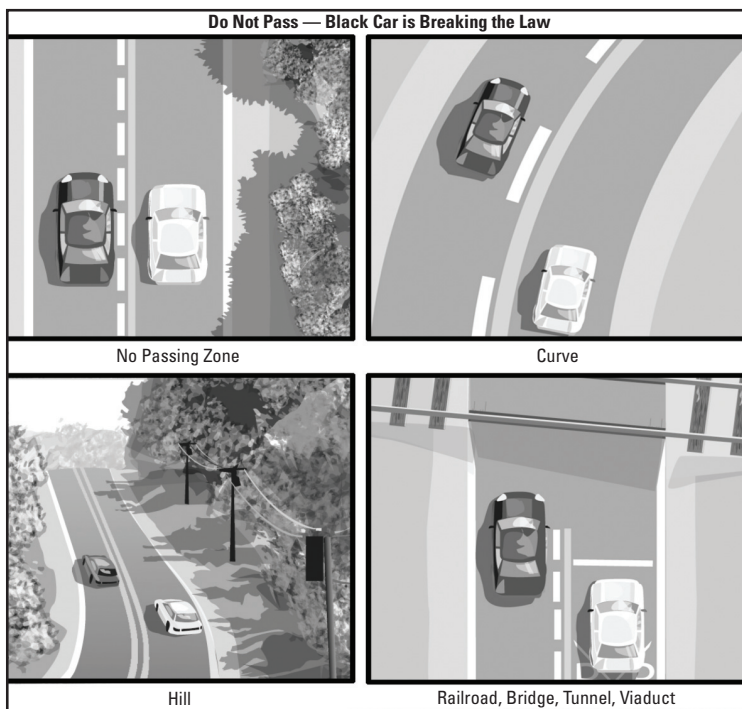 Do Not Pass — Black Car is Breaking the Law
No Passing Zone
Curve
Hill
Railroad, Bridge, Tunnel, Viaduct